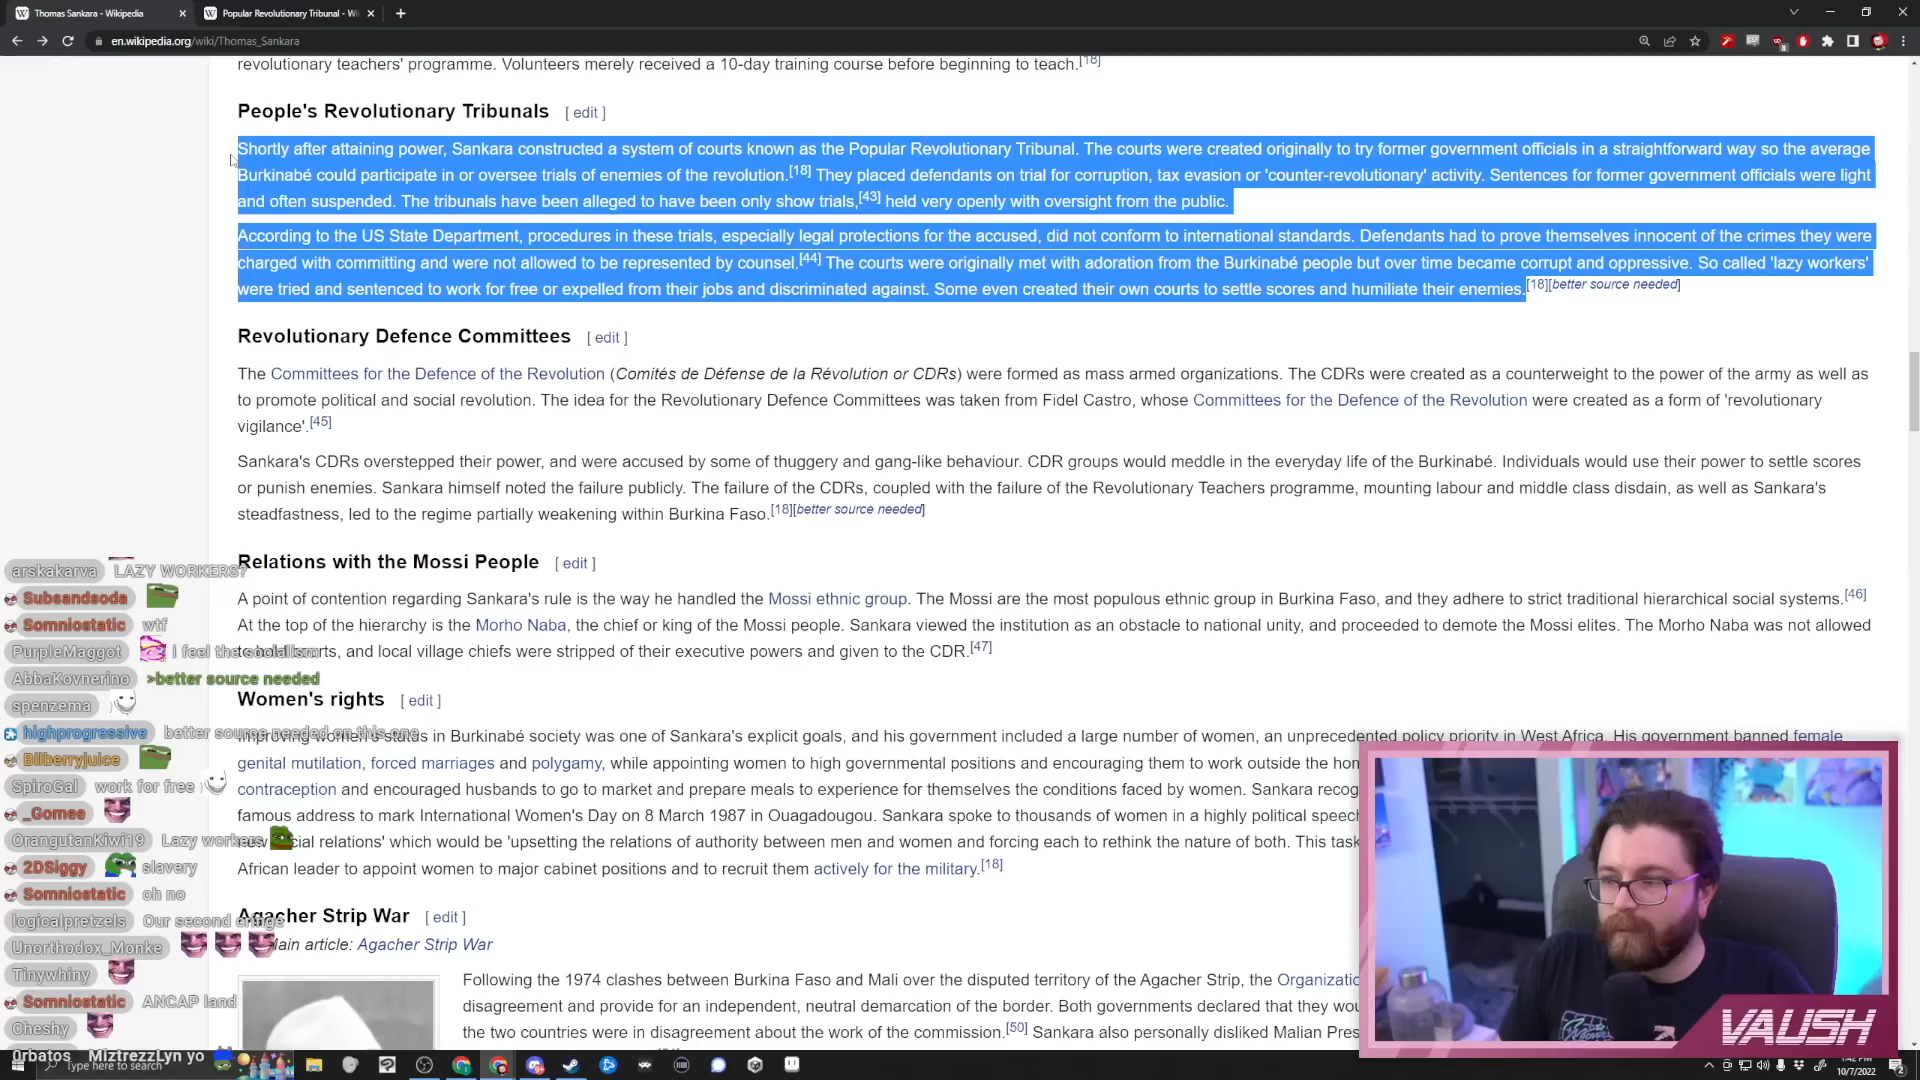 Thomas Sankara - Wikipedia
Popular Revolutionary Tribunal - Wi
en.wikipedia.org/wiki/Thomas_Sankara
revolutionary teachers' programme. Volunteers merely received a 10-day training course before beginning to teach.[18]
People's Revolutionary Tribunals [ edit ]
Shortly after attaining power, Sankara constructed a system of courts known as the Popular Revolutionary Tribunal. The courts were created originally to try former government officials in a straightforward way so the average
Burkinabé could participate in or oversee trials of enemies of the revolution.[18] They placed defendants on trial for corruption, tax evasion or 'counter-revolutionary' activity. Sentences for former government officials were light
and often suspended. The tribunals have been alleged to have been only show trials,[43] held very openly with oversight from the public.
According to the US State Department, procedures in these trials, especially legal protections for the accused, did not conform to international standards. Defendants had to prove themselves innocent of the crimes they were
charged with committing and were not allowed to be represented by counsel.[44] The courts were originally met with adoration from the Burkinabé people but over time became corrupt and oppressive. So called 'lazy workers'
were tried and sentenced to work for free or expelled from their jobs and discriminated against. Some even created their own courts to settle scores and humiliate their enemies.[18][better source needed]
Revolutionary Defence Committees [ edit ]
The Committees for the Defence of the Revolution (Comités de Défense de la Révolution or CDRs) were formed as mass armed organizations. The CDRs were created as a counterweight to the power of the army as well as
to promote political and social revolution. The idea for the Revolutionary Defence Committees was taken from Fidel Castro, whose Committees for the Defence of the Revolution were created as a form of 'revolutionary
vigilance'.[45]
Sankara's CDRs overstepped their power, and were accused by some of thuggery and gang-like behaviour. CDR groups would meddle in the everyday life of the Burkinabé. Individuals would use their power to settle scores
or punish enemies. Sankara himself noted the failure publicly. The failure of the CDRs, coupled with the failure of the Revolutionary Teachers programme, mounting labour and middle class disdain, as well as Sankara's
steadfastness, led to the regime partially weakening within Burkina Faso.[18][better source needed]
Relations with the Mossi People [ edit ]
A point of contention regarding Sankara's rule is the way he handled the Mossi ethnic group. The Mossi are the most populous ethnic group in Burkina Faso, and they adhere to strict traditional hierarchical social systems.[46]
At the top of the hierarchy is the Morho Naba, the chief or king of the Mossi people. Sankara viewed the institution as an obstacle to national unity, and proceeded to demote the Mossi elites. The Morho Naba was not allowed
to hold courts, and local village chiefs were stripped of their executive powers and given to the CDR.[47]
Women's rights [ edit ]
Improving women's status in Burkinabé society was one of Sankara's explicit goals, and his government included a large number of women, an unprecedented policy priority in West Africa. His government banned female
genital mutilation, forced marriages and polygamy, while appointing women to high governmental positions and encouraging them to work outside the hom
contraception and encouraged husbands to go to market and prepare meals to experience for themselves the conditions faced by women. Sankara recog
famous address to mark International Women's Day on 8 March 1987 in Ouagadougou. Sankara spoke to thousands of women in a highly political speech
cial relations' which would be 'upsetting the relations of authority between men and women and forcing each to rethink the nature of both. This task
African leader to appoint women to major cabinet positions and to recruit them actively for the military.[18]
Agacher Strip War [ edit ]
Main article: Agacher Strip War
Following the 1974 clashes between Burkina Faso and Mali over the disputed territory of the Agacher Strip, the Organizatio
disagreement and provide for an independent, neutral demarcation of the border. Both governments declared that they wou
the two countries were in disagreement about the work of the commission.[50] Sankara also personally disliked Malian Pres
arskakarva LAZY WORKERS?
Subsandsoda
Somniostatic wtf
PurpleMaggot i feel the socialism
AbbaKovnerino >better source needed
spenzema
highprogressive better source needed on this one
Bilberryjuice
SpiroGal work for free
_Gomee
OrangutanKiwi19 Lazy workers
2DSiggy slavery
Somniostatic oh no
logicalpretzels Our second cringe
Unorthodox_Monke
Tinywhiny
Somniostatic ANCAP land
Cheshy
0rbatos MiztrezzLyn yo
VAUSH
Type here to search
1:42 PM
10/7/2022